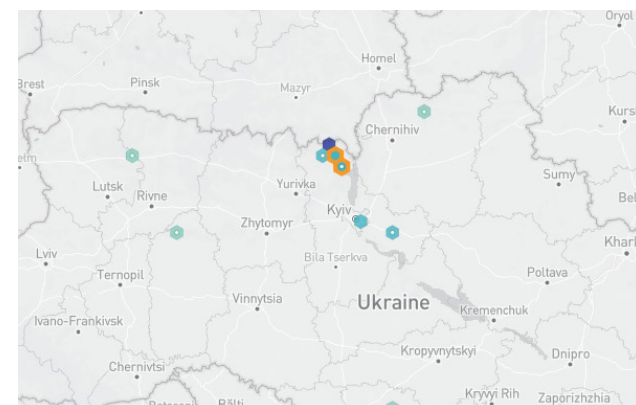 Oryol
Homel
Brest
Pinsk
Mazyr
Kurs
Chernihiv
elm
Sumy
Lutsk
Rivne
Yurivka
Bel
Kyiv
Zhytomyr
Khark
Lviv
Bila Tserkva
Ternopil
Poltava
Vinnytsia
Ukraine
Kremenchuk
Ivano-Frankivsk
Kropyvnytskyi
Dnipro
Chernivtsi
Kryvyi Rih
Zaporizhzhia
Bălți